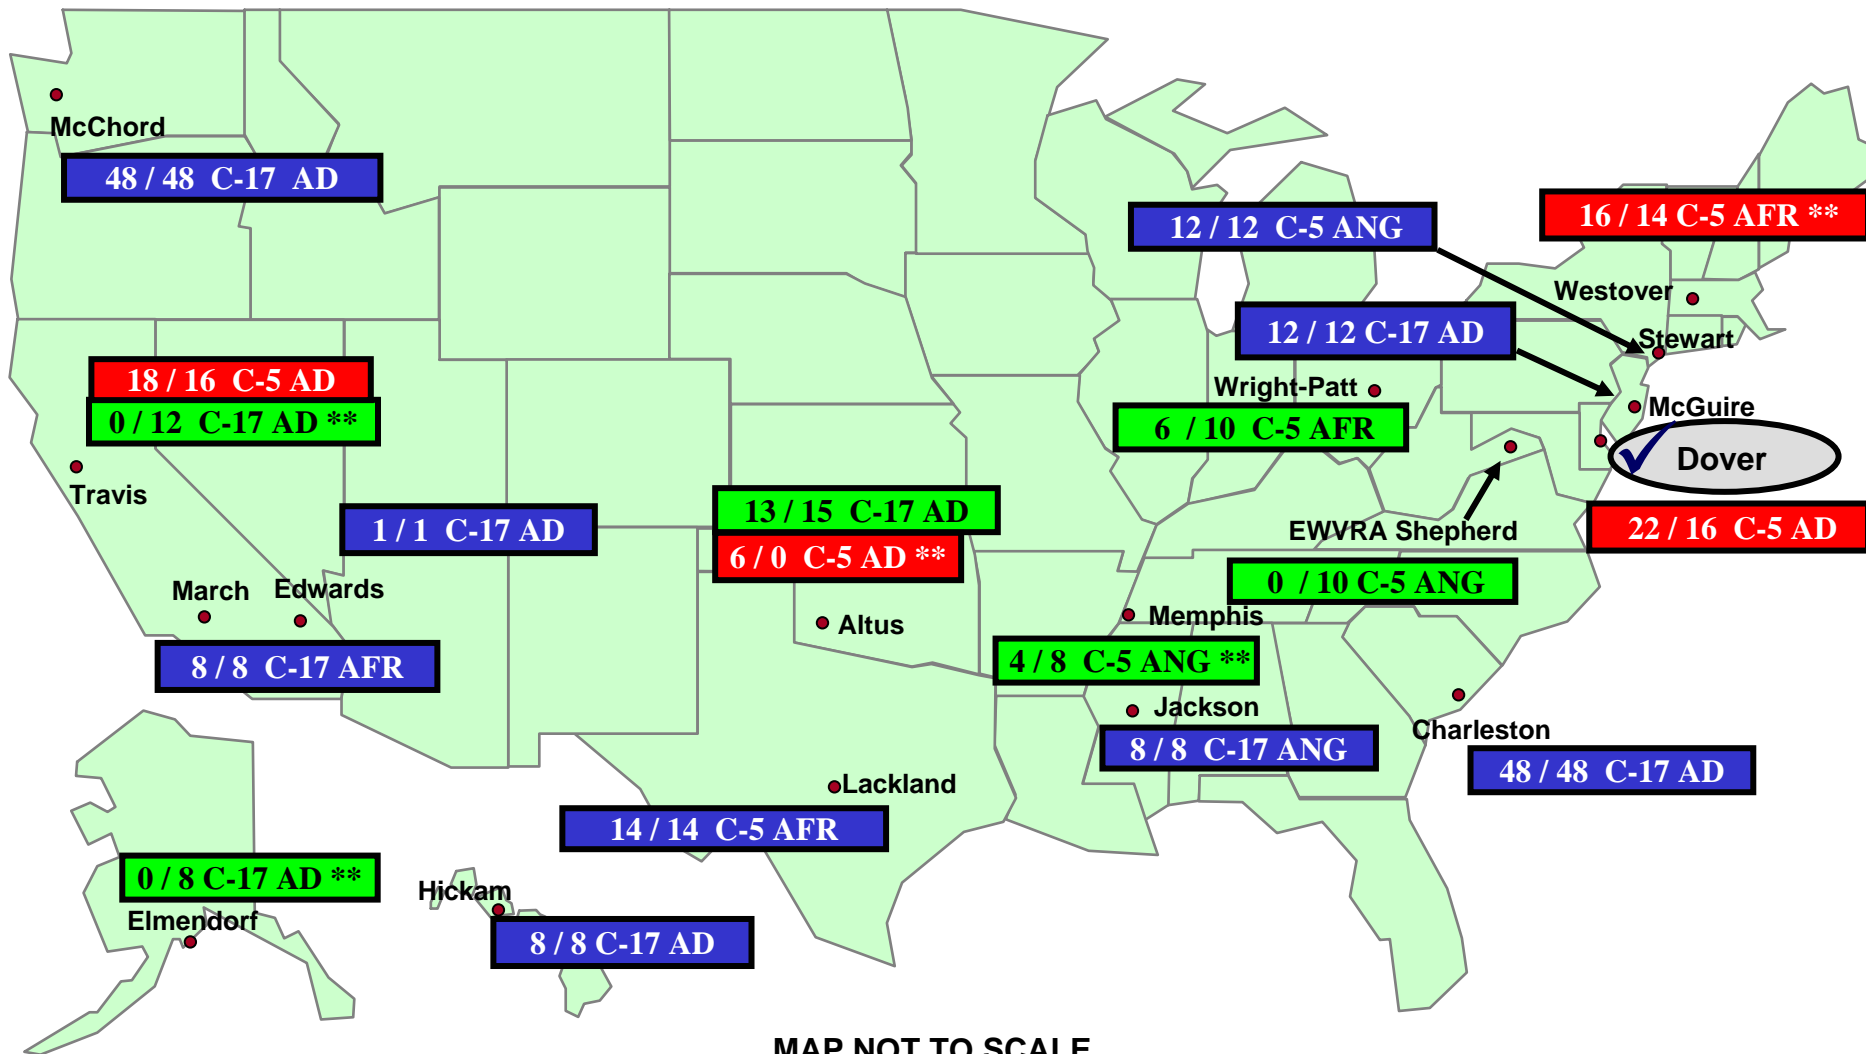 McChord
48 / 48 C-17 AD
12 / 12 C-5 ANG
16 / 14 C-5 AFR **
Westover
12 / 12 C-17 AD
Stewart
18 / 16 C-5 AD
0 / 12 C-17 AD **
Wright-Patt
6 / 10 C-5 AFR
McGuire
Dover
Travis
1 / 1 C-17 AD
13 / 15 C-17 AD
6 / 0 C-5 AD **
EWVRA Shepherd
22 / 16 C-5 AD
0 / 10 C-5 ANG
March
Edwards
8 / 8 C-17 AFR
Altus
Memphis
4 / 8 C-5 ANG **
Jackson
8 / 8 C-17 ANG
Charleston
48 / 48 C-17 AD
Lackland
14 / 14 C-5 AFR
0 / 8 C-17 AD **
Elmendorf
Hickam
8 / 8 C-17 AD
MAP NOT TO SCALE